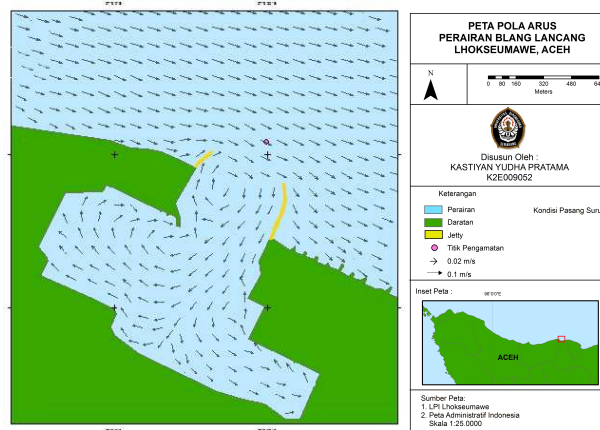 PETA POLA ARUS
PERAIRAN BLANG LANCANG
LHOKSEUMAWE, ACEH
N
0 80 160 320 480 64
Meters
Disusun Oleh :
KASTIYAN YUDHA PRATAMA
K2E009052
Keterangan
Perairan
Kondisi Pasang Suru
Daratan
Jetty
Titik Pengamatan
0.02 m/s
0.1 m/s
Inset Peta :
ACEH
Sumber Peta:
1. LPI Lhokseumawe
2. Peta Administratif Indonesia
Skala 1:25.0000